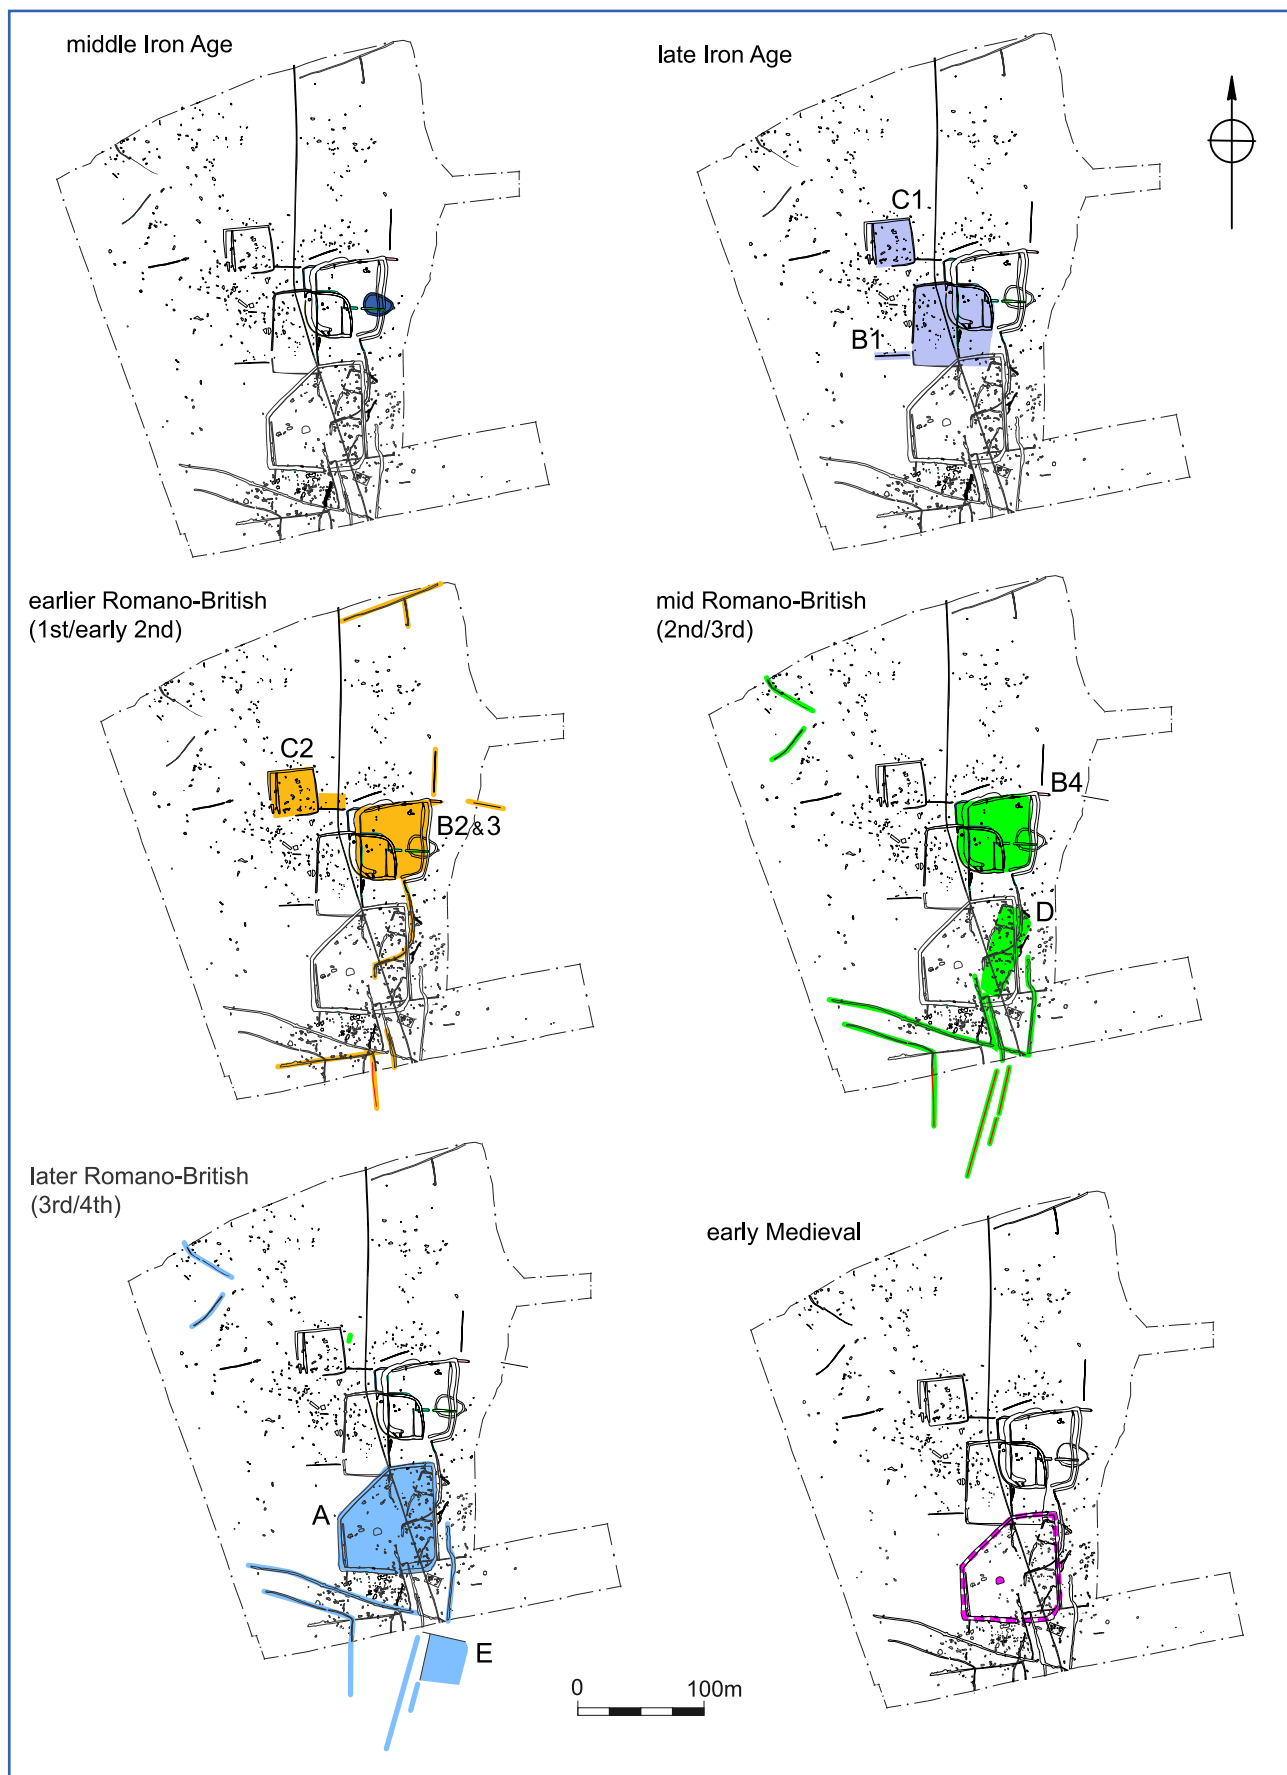 middle Iron Age
late Iron Age
C1
B1
earlier Romano-British
(1st/early 2nd)
C2
B2 & 3
mid Romano-British
(2nd/3rd)
B4
D
later Romano-British
(3rd/4th)
A
E
early Medieval
0 100m